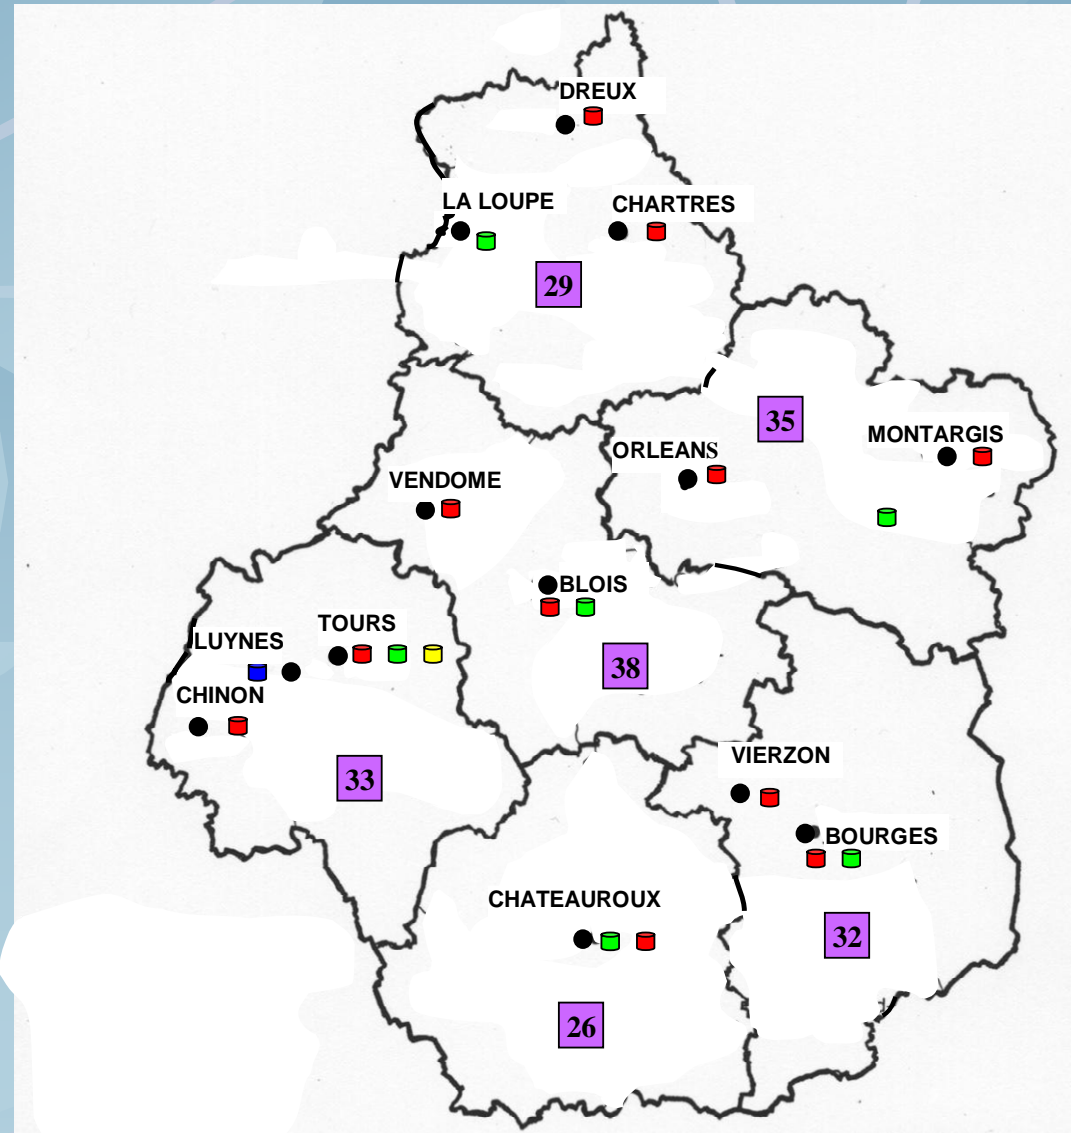 DREUX
LA LOUPE
CHARTRES
29
35
MONTARGIS
ORLEANS
VENDOME
BLOIS
TOURS
LUYNES
38
CHINON
33
VIERZON
BOURGES
CHATEAUROUX
32
26